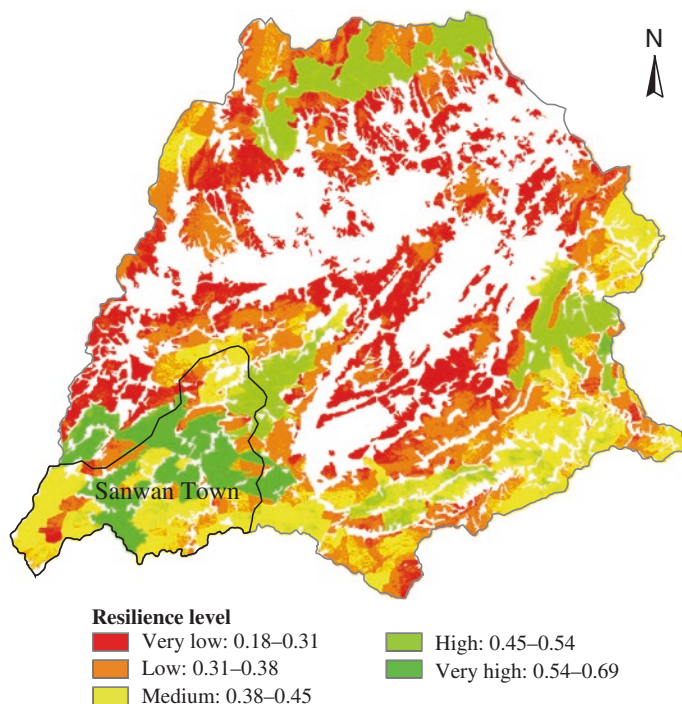 N
Sanwan Town
Resilience level
Very low: 0.18–0.31
Low: 0.31–0.38
Medium: 0.38–0.45
High: 0.45–0.54
Very high: 0.54–0.69